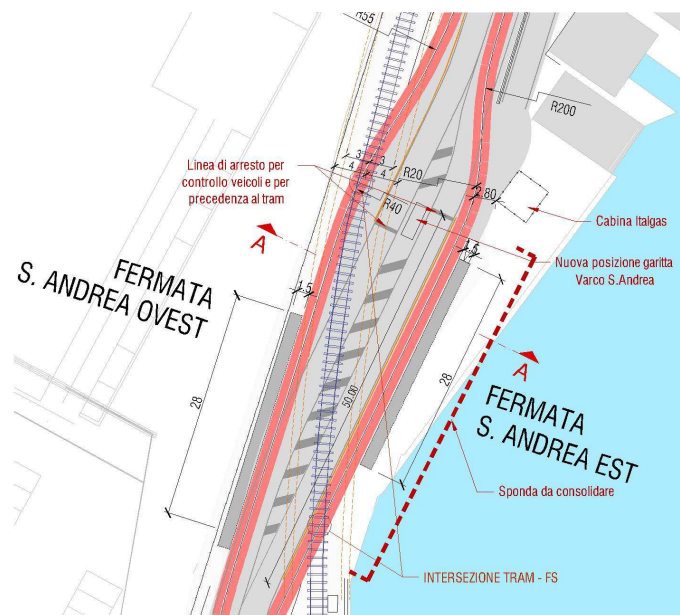 R55
R200
3
3
4
4
R20
R40
2.80
Linea di arresto per
controllo veicoli e per
precedenza al tram
Cabina Italgas
A
FERMATA
S. ANDREA OVEST
1.5
1.5
Nuova posizione garitta
Varco S.Andrea
A
28
28
50.00
FERMATA
S. ANDREA EST
Sponda da consolidare
INTERSEZIONE TRAM - FS